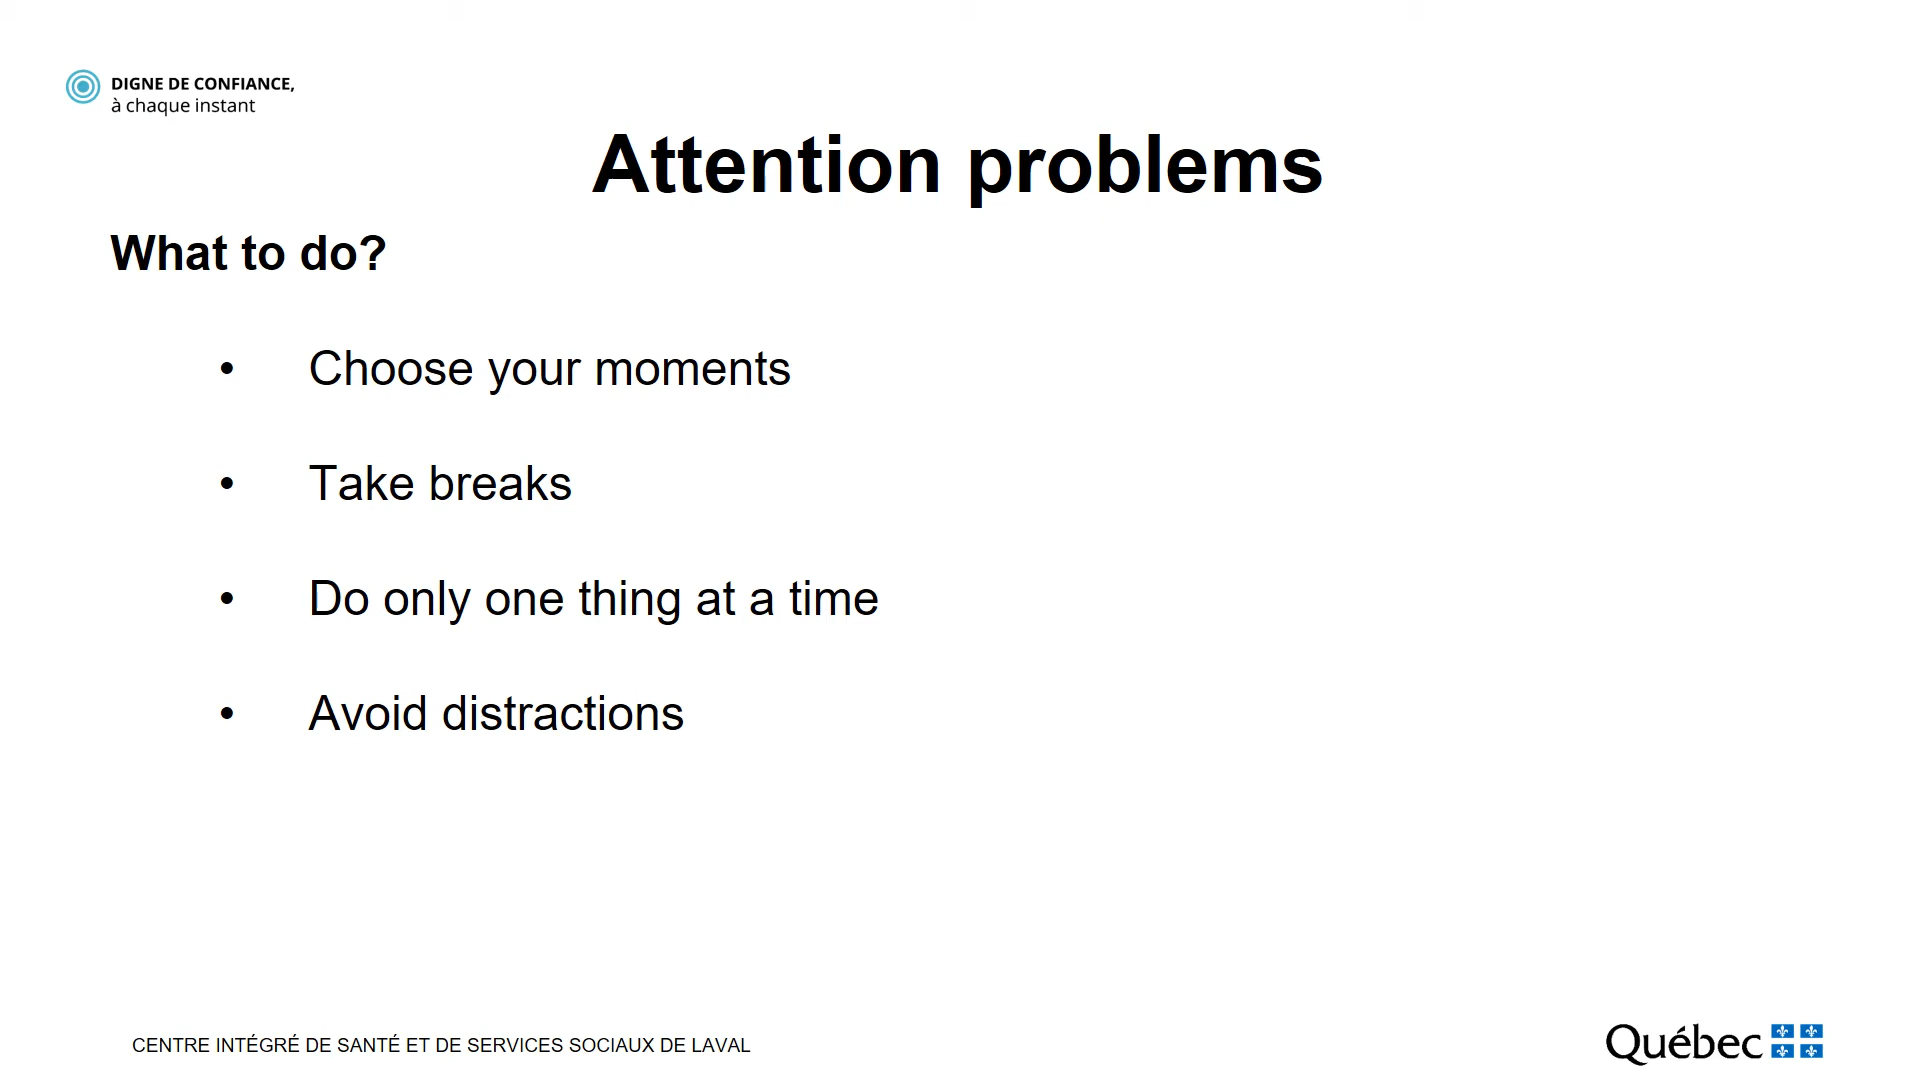 DIGNE DE CONFIANCE,
à chaque instant
Attention problems
What to do?
• Choose your moments
• Take breaks
• Do only one thing at a time
• Avoid distractions
CENTRE INTÉGRÉ DE SANTÉ ET DE SERVICES SOCIAUX DE LAVAL
Québec